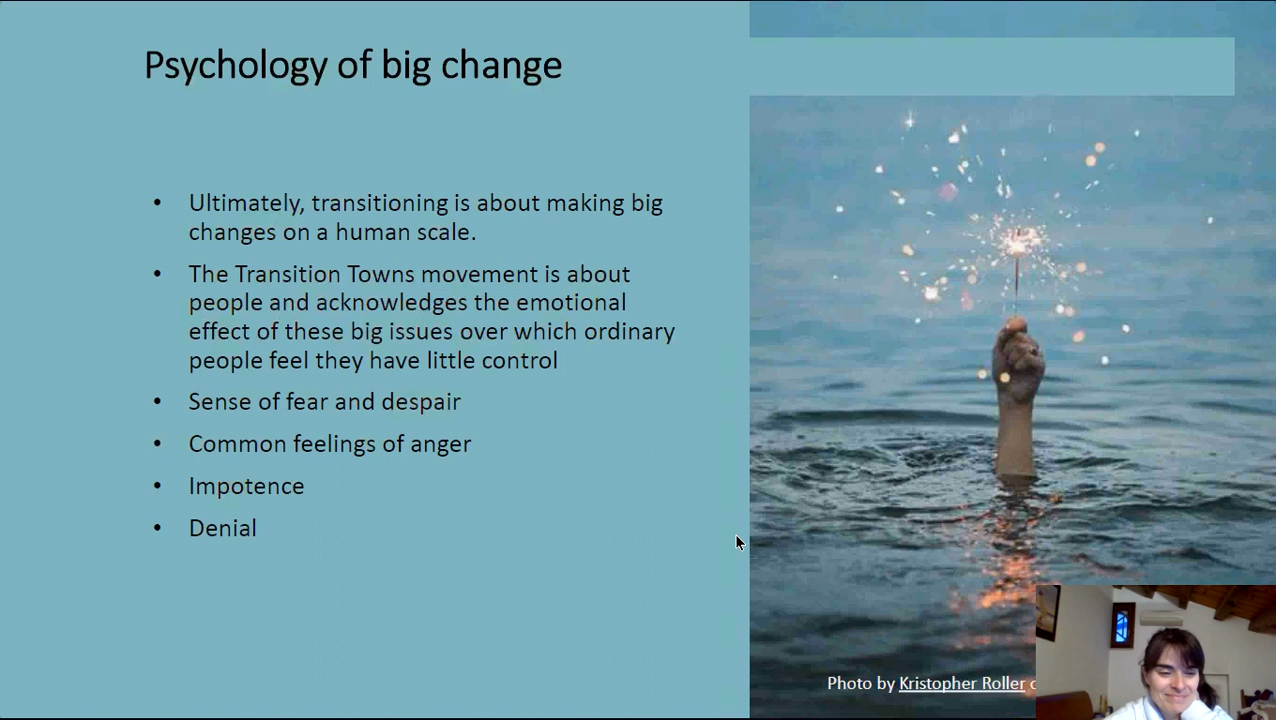 Psychology of big change
• Ultimately, transitioning is about making big
changes on a human scale.
• The Transition Towns movement is about
people and acknowledges the emotional
effect of these big issues over which ordinary
people feel they have little control
• Sense of fear and despair
• Common feelings of anger
• Impotence
• Denial
Photo by Kristopher Roller